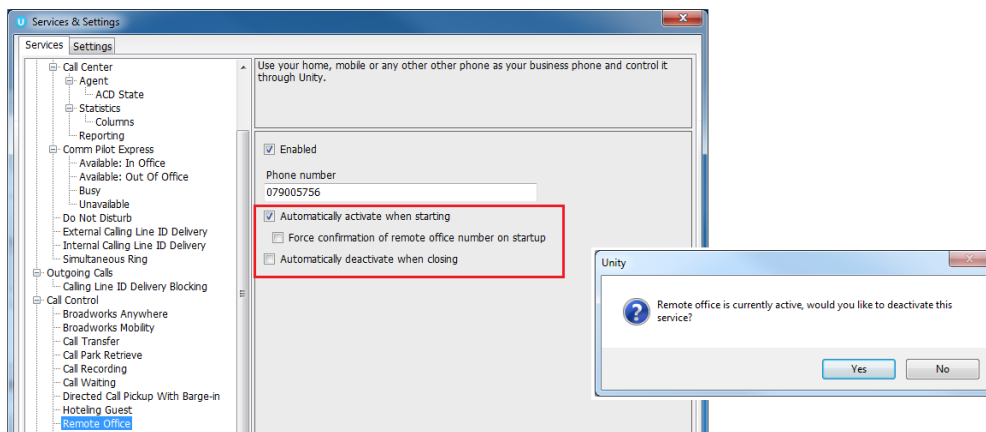 U Services & Settings
Services Settings
Call Center
Agent
ACD State
Statistics
Columns
Reporting
Comm Pilot Express
Available: In Office
Available: Out Of Office
Busy
Unavailable
Do Not Disturb
External Calling Line ID Delivery
Internal Calling Line ID Delivery
Simultaneous Ring
Outgoing Calls
Calling Line ID Delivery Blocking
Call Control
Broadworks Anywhere
Broadworks Mobility
Call Transfer
Call Park Retrieve
Call Recording
Call Waiting
Directed Call Pickup With Barge-in
Hoteling Guest
Remote Office
Use your home, mobile or any other other phone as your business phone and control it
through Unity.
Enabled
Phone number
079005756
Automatically activate when starting
Force confirmation of remote office number on startup
Automatically deactivate when closing
Unity
Remote office is currently active, would you like to deactivate this
service?
Yes No